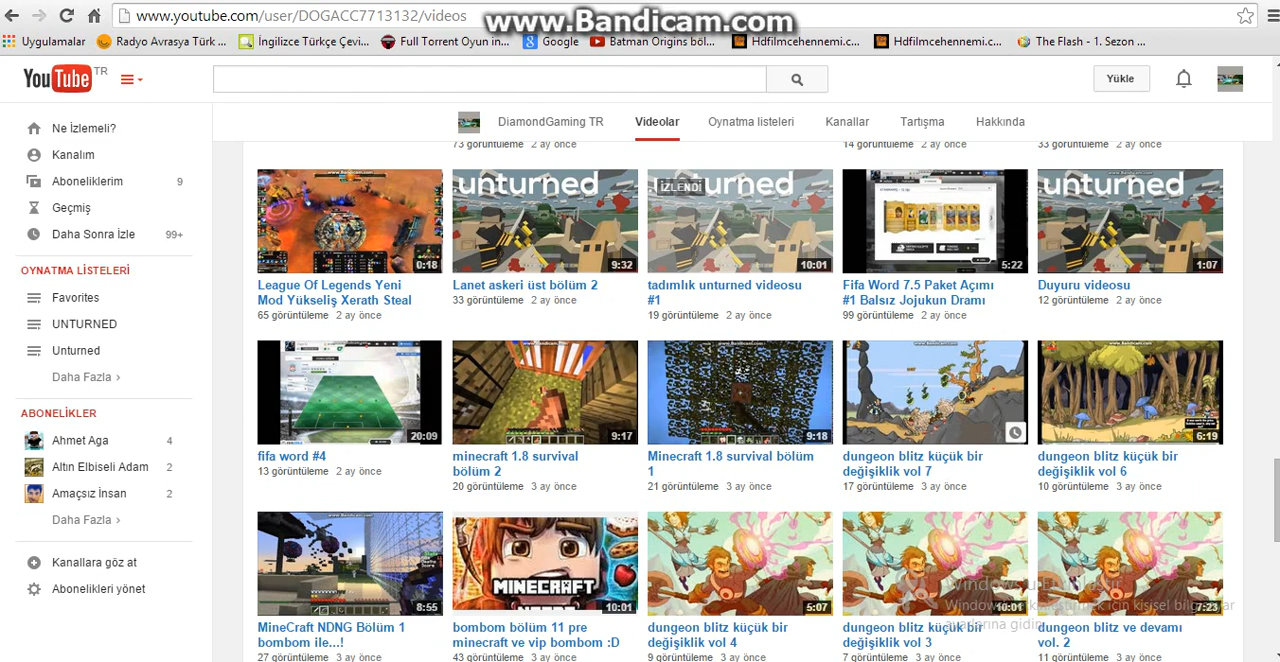 www.youtube.com/user/DOGACC7713132/videos
www.Bandicam.com
Uygulamalar
Radyo Avrasya Türk ...
İngilizce Türkçe Çevi...
Full Torrent Oyun in...
Google
Batman Origins böl...
Hdfilmcehennemi.c...
Hdfilmcehennemi.c...
The Flash - 1. Sezon ...
YouTube TR
Yükle
DiamondGaming TR
Videolar
Oynatma listeleri
Kanallar
Tartışma
Hakkında
Ne İzlemeli?
Kanalım
Aboneliklerim 9
Geçmiş
Daha Sonra İzle 99+
OYNATMA LİSTELERİ
Favorites
UNTURNED
Unturned
Daha Fazla ›
ABONELİKLER
Ahmet Aga 4
Altın Elbiseli Adam 2
Amaçsız İnsan 2
Daha Fazla ›
Kanallara göz at
Abonelikleri yönet
73 görüntüleme 2 ay önce
14 görüntüleme 2 ay önce
33 görüntüleme 2 ay önce
0:18
unturned
9:32
İZLENDİ
unturned
10:01
5:22
unturned
1:07
League Of Legends Yeni
Mod Yükseliş Xerath Steal
65 görüntüleme 2 ay önce
Lanet askeri üst bölüm 2
33 görüntüleme 2 ay önce
tadımlık unturned videosu
#1
19 görüntüleme 2 ay önce
Fifa Word 7.5 Paket Açımı
#1 Balsız Jojukun Dramı
99 görüntüleme 2 ay önce
Duyuru videosu
12 görüntüleme 2 ay önce
20:09
9:17
9:18
6:19
fifa word #4
13 görüntüleme 2 ay önce
minecraft 1.8 survival
bölüm 2
20 görüntüleme 3 ay önce
Minecraft 1.8 survival bölüm
1
21 görüntüleme 3 ay önce
dungeon blitz küçük bir
değişiklik vol 7
17 görüntüleme 3 ay önce
dungeon blitz küçük bir
değişiklik vol 6
10 görüntüleme 3 ay önce
8:55
MINECRAFT
10:01
5:07
10:01
7:23
MineCraft NDNG Bölüm 1
bombom ile...!
27 görüntüleme 3 ay önce
bombom bölüm 11 pre
minecraft ve vip bombom :D
43 görüntüleme 3 ay önce
dungeon blitz küçük bir
değişiklik vol 4
9 görüntüleme 3 ay önce
dungeon blitz küçük bir
değişiklik vol 3
7 görüntüleme 3 ay önce
dungeon blitz ve devamı
vol. 2
11 görüntüleme 3 ay önce